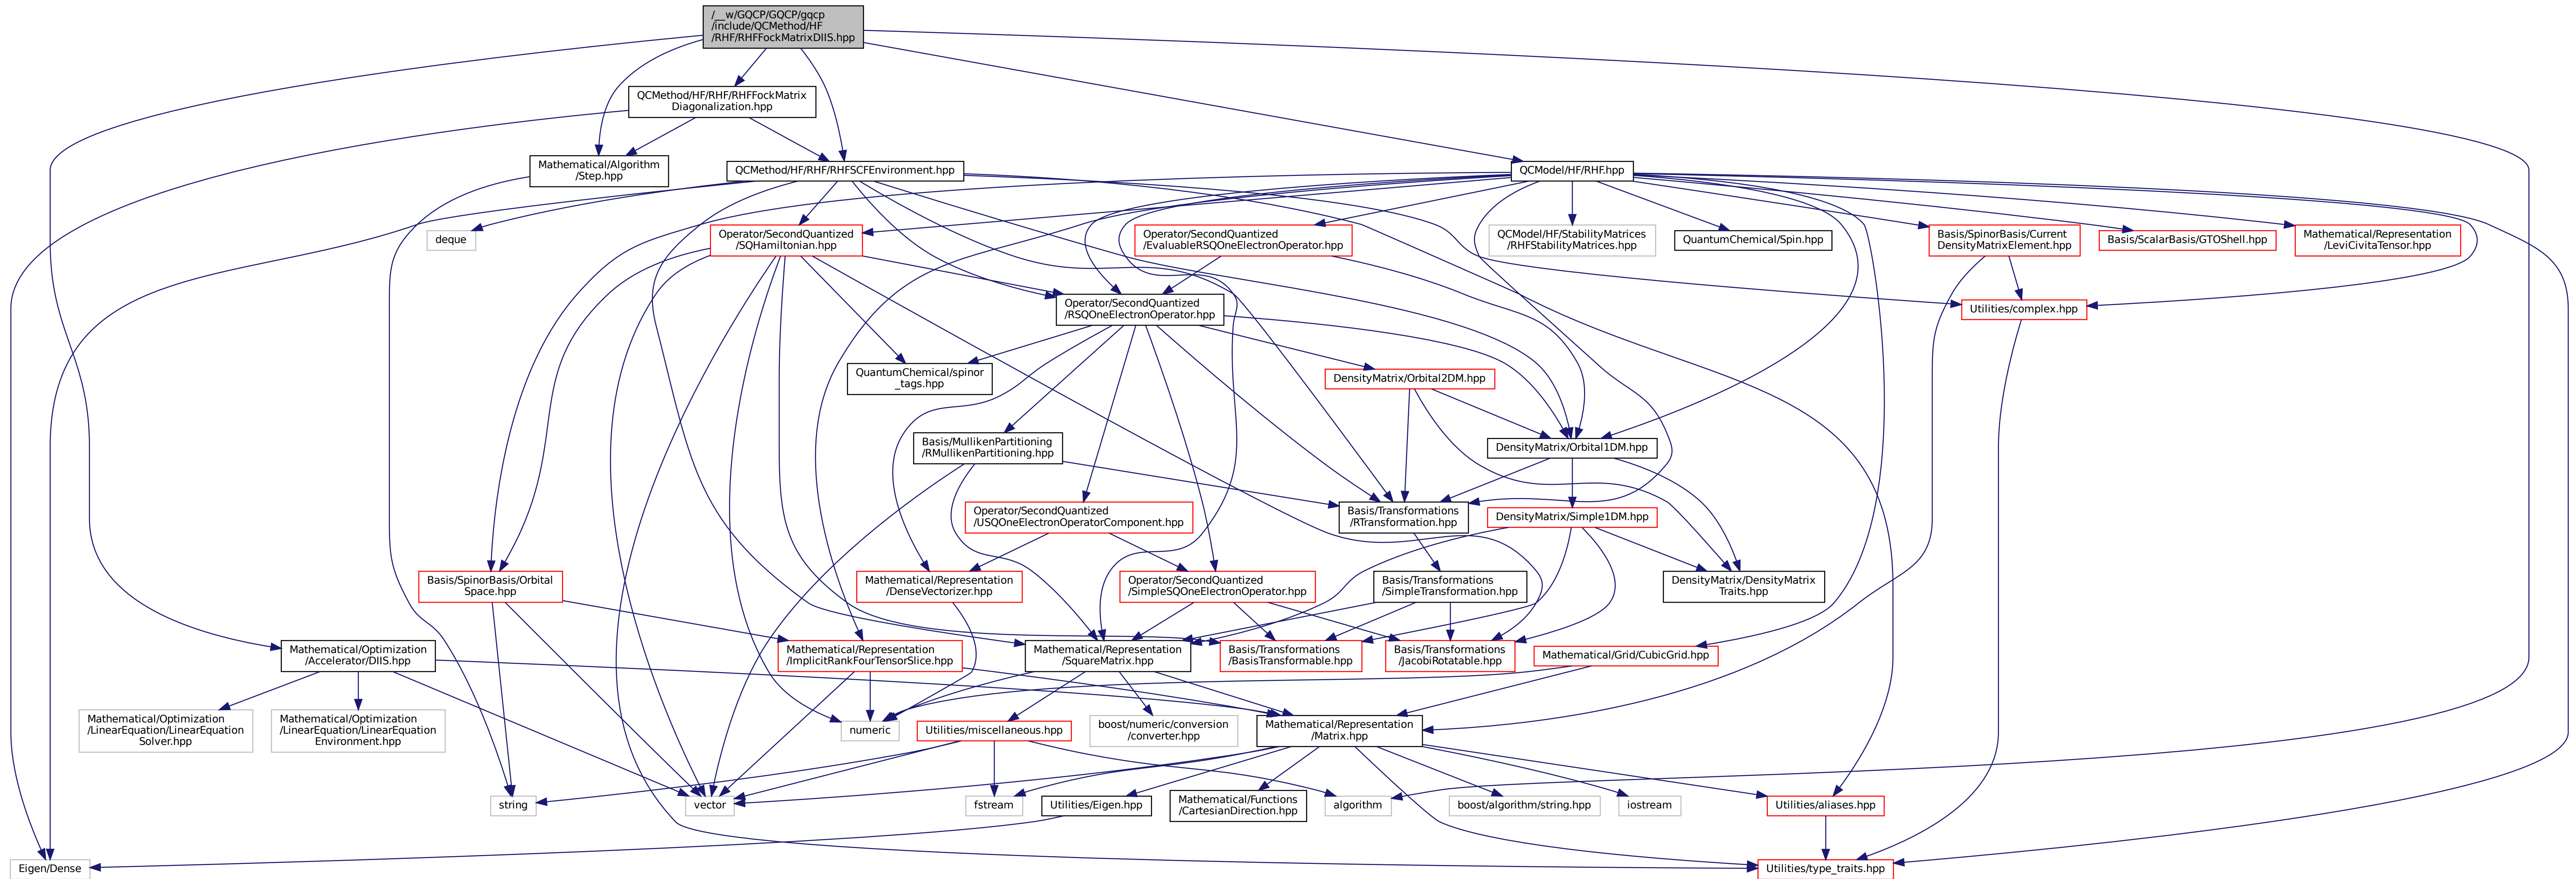 /__w/GQCP/GQCP/gqcp
/include/QCMethod/HF
/RHF/RHFFockMatrixDIIS.hpp
QCMethod/HF/RHF/RHFFockMatrix
Diagonalization.hpp
Mathematical/Algorithm
/Step.hpp
QCMethod/HF/RHF/RHFSCFEnvironment.hpp
QCModel/HF/RHF.hpp
deque
Operator/SecondQuantized
/SQHamiltonian.hpp
Operator/SecondQuantized
/EvaluableRSQOneElectronOperator.hpp
QCModel/HF/StabilityMatrices
/RHFStabilityMatrices.hpp
QuantumChemical/Spin.hpp
Basis/SpinorBasis/Current
DensityMatrixElement.hpp
Basis/ScalarBasis/GTOShell.hpp
Mathematical/Representation
/LeviCivitaTensor.hpp
Operator/SecondQuantized
/RSQOneElectronOperator.hpp
Utilities/complex.hpp
QuantumChemical/spinor
_tags.hpp
DensityMatrix/Orbital2DM.hpp
Basis/MullikenPartitioning
/RMullikenPartitioning.hpp
DensityMatrix/Orbital1DM.hpp
Operator/SecondQuantized
/USQOneElectronOperatorComponent.hpp
Basis/Transformations
/RTransformation.hpp
DensityMatrix/Simple1DM.hpp
Basis/SpinorBasis/Orbital
Space.hpp
Mathematical/Representation
/DenseVectorizer.hpp
Operator/SecondQuantized
/SimpleSQOneElectronOperator.hpp
Basis/Transformations
/SimpleTransformation.hpp
DensityMatrix/DensityMatrix
Traits.hpp
Mathematical/Optimization
/Accelerator/DIIS.hpp
Mathematical/Representation
/ImplicitRankFourTensorSlice.hpp
Mathematical/Representation
/SquareMatrix.hpp
Basis/Transformations
/BasisTransformable.hpp
Basis/Transformations
/JacobiRotatable.hpp
Mathematical/Grid/CubicGrid.hpp
Mathematical/Optimization
/LinearEquation/LinearEquation
Solver.hpp
Mathematical/Optimization
/LinearEquation/LinearEquation
Environment.hpp
numeric
Utilities/miscellaneous.hpp
boost/numeric/conversion
/converter.hpp
Mathematical/Representation
/Matrix.hpp
string
vector
fstream
Utilities/Eigen.hpp
Mathematical/Functions
/CartesianDirection.hpp
algorithm
boost/algorithm/string.hpp
iostream
Utilities/aliases.hpp
Eigen/Dense
Utilities/type_traits.hpp